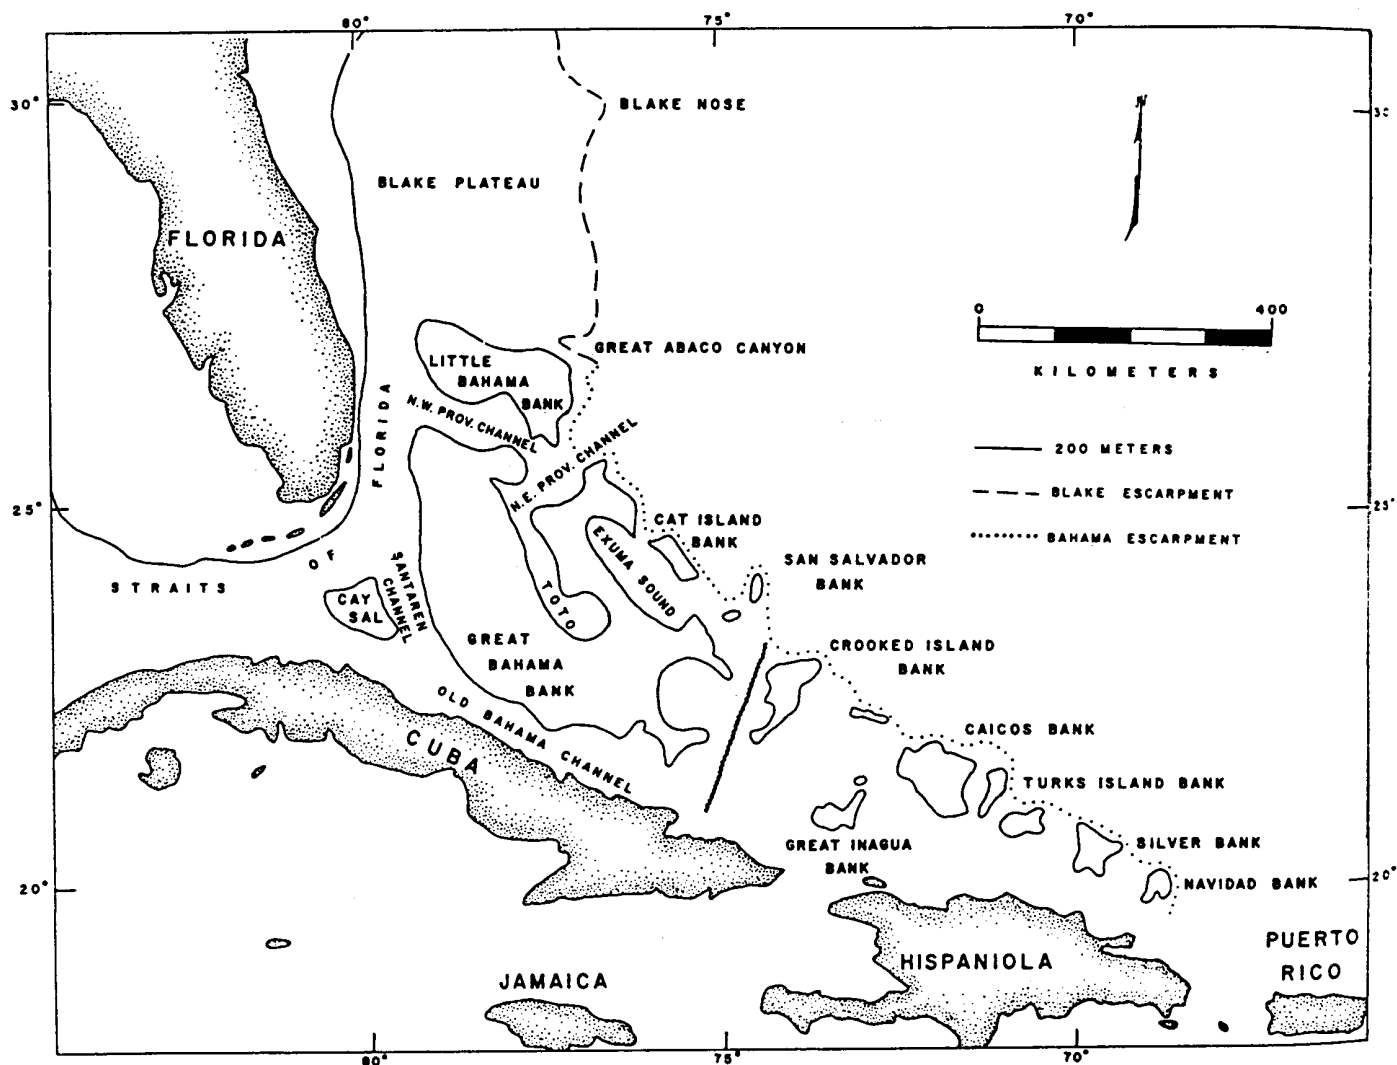 80°
75°
70°
30°
BLAKE NOSE
N
30
BLAKE PLATEAU
FLORIDA
0
400
KILOMETERS
GREAT ABACO CANYON
LITTLE
BAHAMA
BANK
N.W. PROV. CHANNEL
N.E. PROV. CHANNEL
STRAITS
OF
FLORIDA
200 METERS
BLAKE ESCARPMENT
BAHAMA ESCARPMENT
25°
25°
CAT ISLAND
BANK
EXUMA SOUND
SAN SALVADOR
BANK
TOTO
SANTAREN
CHANNEL
CAY
SAL
GREAT
BAHAMA
BANK
CROOKED ISLAND
BANK
OLD BAHAMA CHANNEL
CUBA
CAICOS BANK
TURKS ISLAND BANK
GREAT INAGUA
BANK
SILVER BANK
NAVIDAD BANK
20°
20°
HISPANIOLA
JAMAICA
PUERTO
RICO
80°
75°
70°